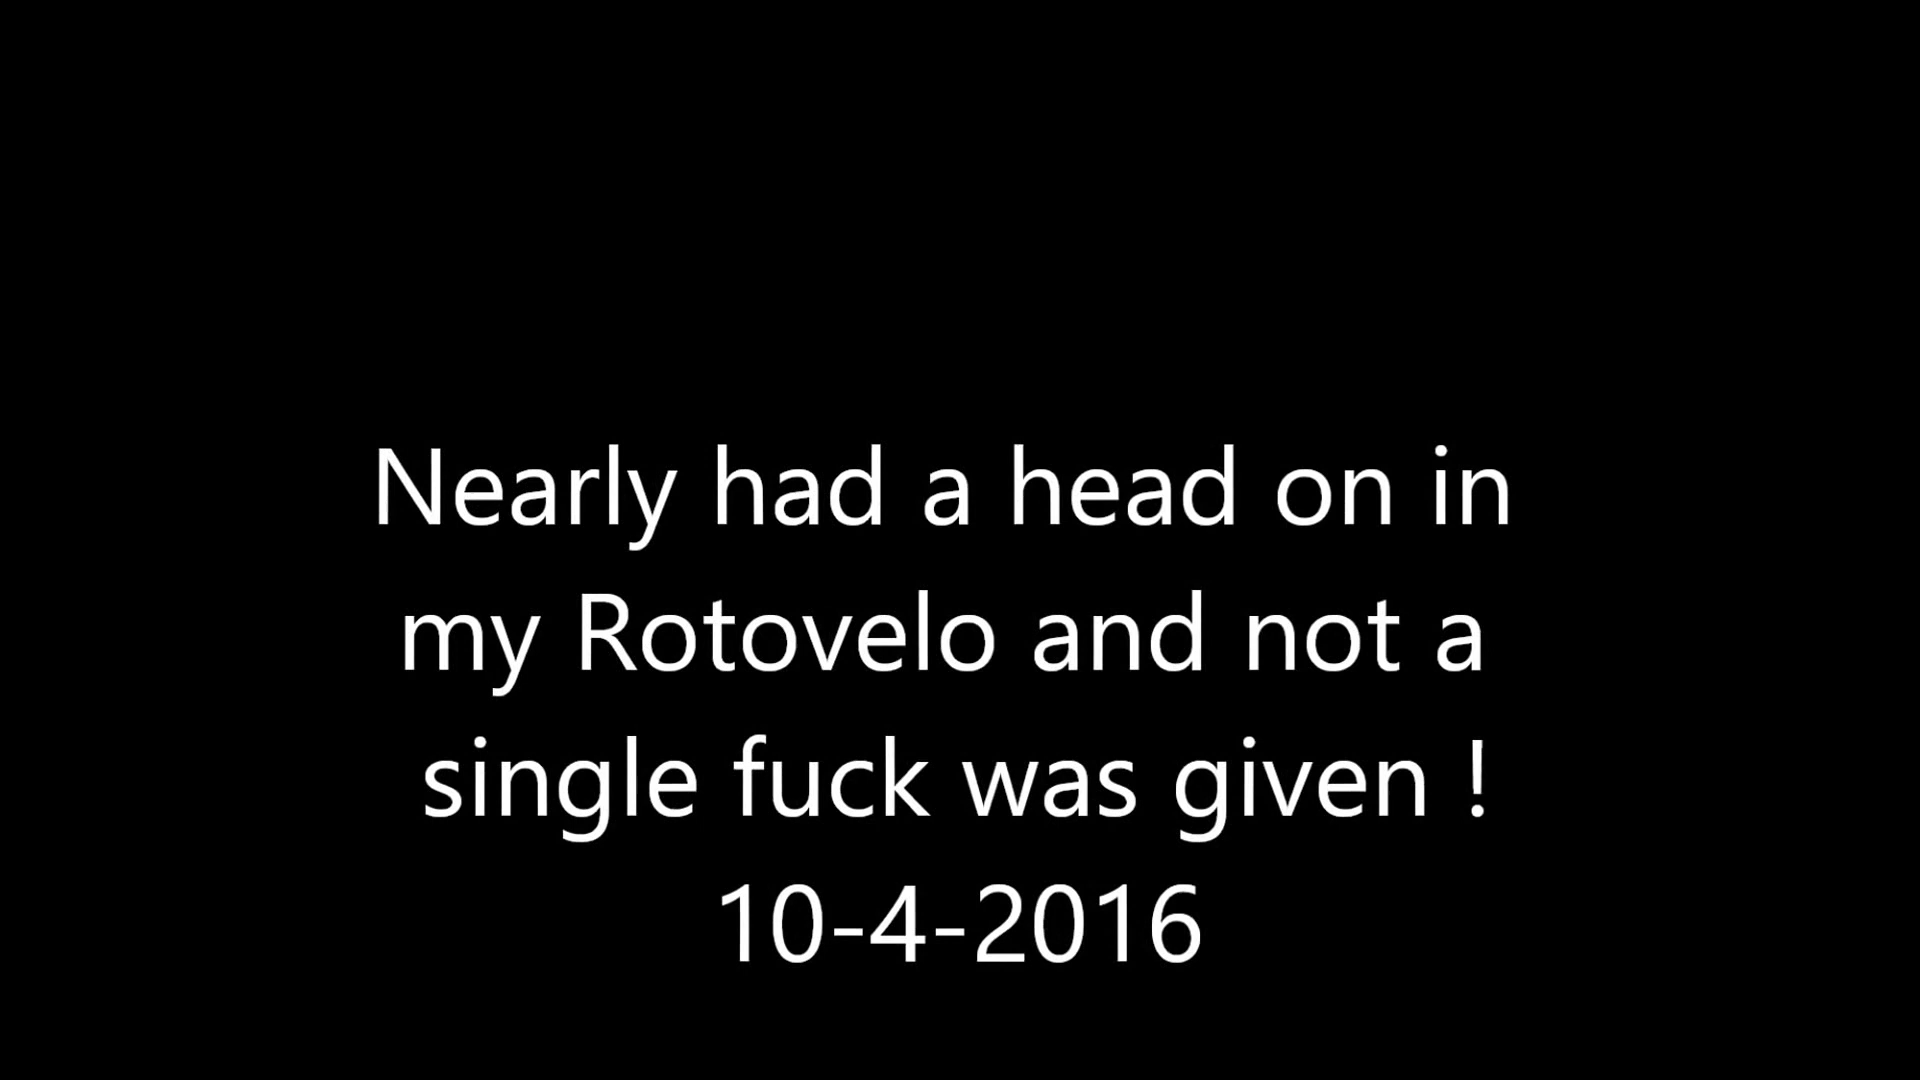 Nearly had a head on in
my Rotovelo and not a
single fuck was given !
10-4-2016